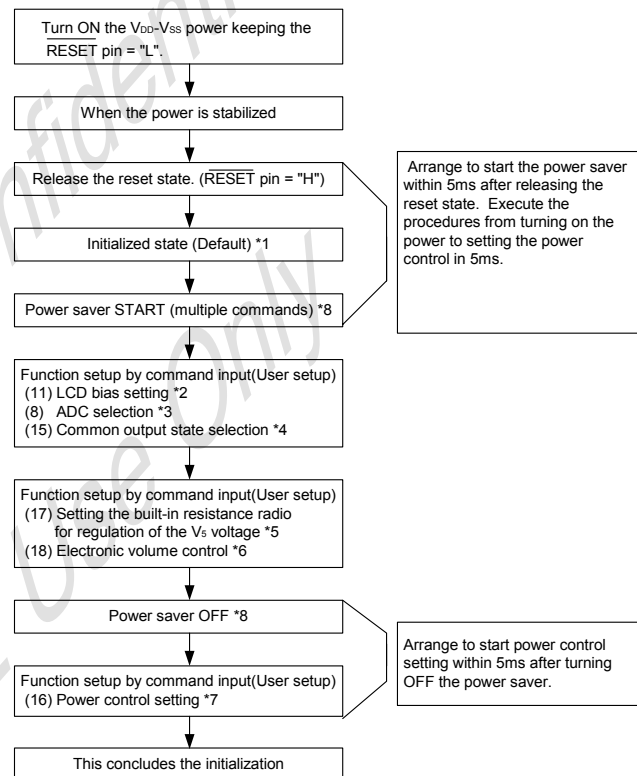 Turn ON the VDD-VSS power keeping the
RESET pin = "L".
When the power is stabilized
Release the reset state. (RESET pin = "H")
Initialized state (Default) *1
Power saver START (multiple commands) *8
Arrange to start the power saver
within 5ms after releasing the
reset state. Execute the
procedures from turning on the
power to setting the power
control in 5ms.
Function setup by command input(User setup)
(11) LCD bias setting *2
(8) ADC selection *3
(15) Common output state selection *4
Function setup by command input(User setup)
(17) Setting the built-in resistance radio
for regulation of the V5 voltage *5
(18) Electronic volume control *6
Power saver OFF *8
Function setup by command input(User setup)
(16) Power control setting *7
Arrange to start power control
setting within 5ms after turning
OFF the power saver.
This concludes the initialization
Use Only